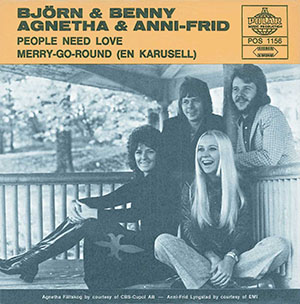 BJÖRN & BENNY
AGNETHA & ANNI-FRID
PEOPLE NEED LOVE
MERRY-GO-ROUND (EN KARUSELL)
POLAR
POS 1156
Agnetha Fältskog by courtesy of CBS-Cupol AB — Anni-Frid Lyngstad by courtesy of EMI